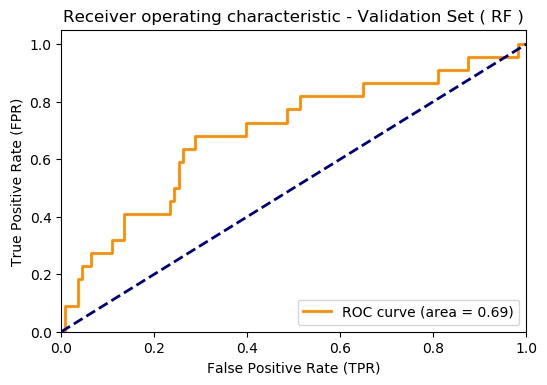 Receiver operating characteristic - Validation Set ( RF )
1.0
0.8
0.6
0.4
0.2
0.0
True Positive Rate (FPR)
ROC curve (area = 0.69)
0.0 0.2 0.4 0.6 0.8 1.0
False Positive Rate (TPR)